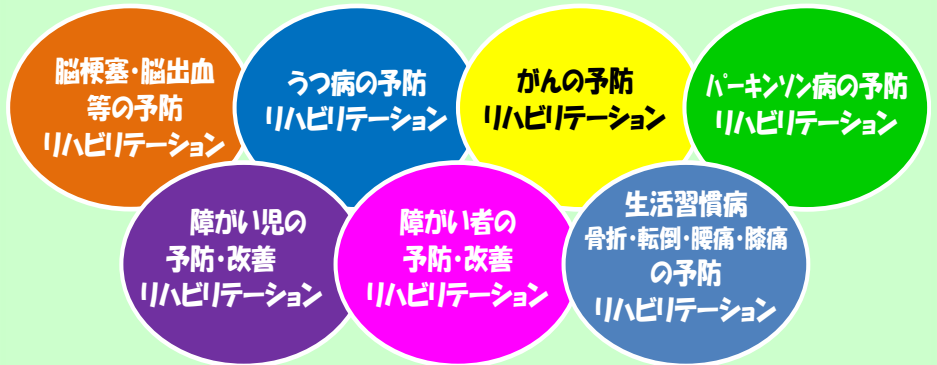 脳梗塞・脳出血
等の予防
リハビリテーション
うつ病の予防
リハビリテーション
がんの予防
リハビリテーション
パーキンソン病の予防
リハビリテーション
障がい児の
予防・改善
リハビリテーション
障がい者の
予防・改善
リハビリテーション
生活習慣病
骨折・転倒・腰痛・膝痛
の予防
リハビリテーション